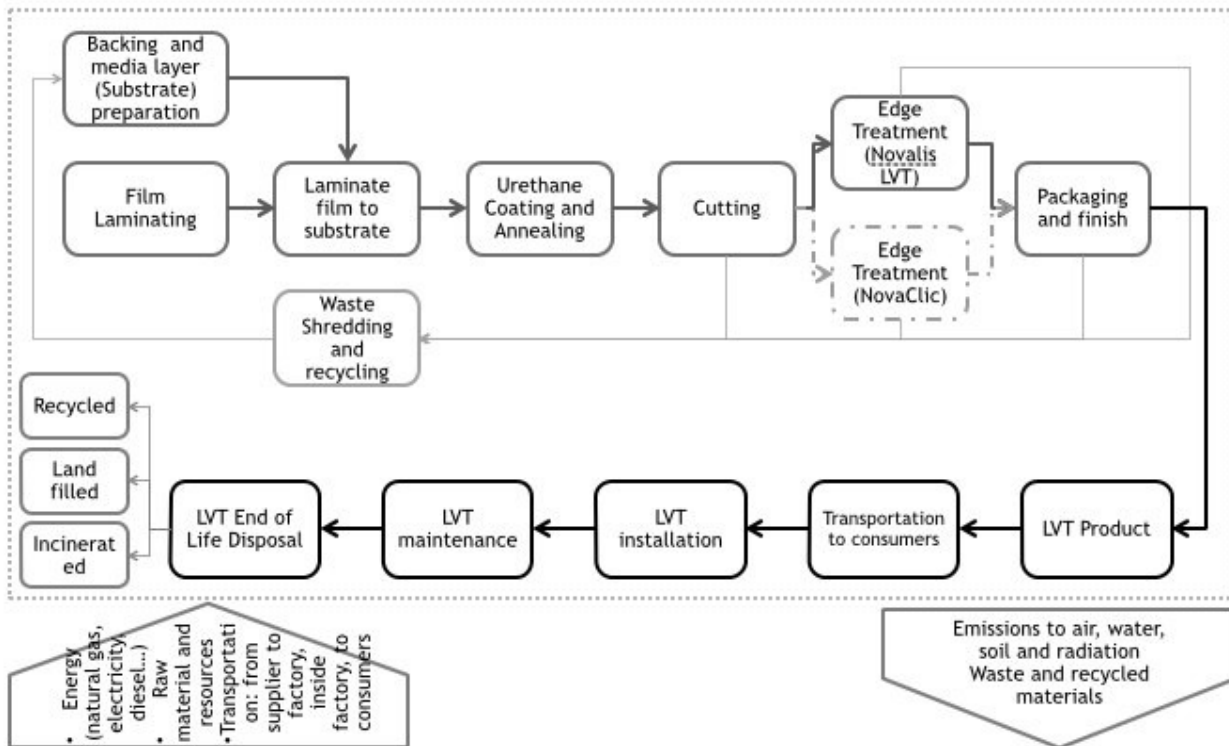 Backing and
media layer
(Substrate)
preparation
Film
Laminating
Laminate
film to
substrate
Urethane
Coating and
Annealing
Cutting
Edge
Treatment
(Novalis
LVT)
Edge
Treatment
(NovaClic)
Packaging
and finish
Waste
Shredding
and
recycling
Recycled
Land
filled
Incinerat
ed
LVT End of
Life Disposal
LVT
maintenance
LVT
installation
Transportation
to consumers
LVT Product
• Energy
(natural gas,
electricity,
diesel…)
• Raw
material and
resources
•Transportati
on: from
supplier to
factory,
inside
factory, to
consumers
Emissions to air, water,
soil and radiation
Waste and recycled
materials